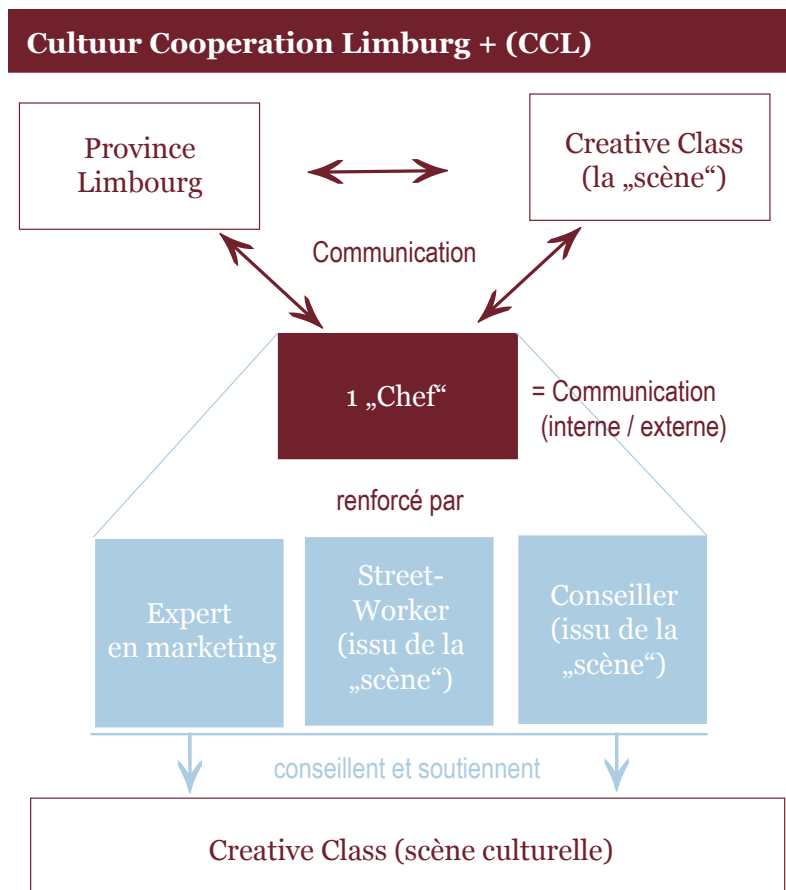 Cultuur Cooperation Limburg + (CCL)
Province
Limbourg
Creative Class
(la „scène“)
Communication
1 „Chef“
= Communication
(interne / externe)
renforcé par
Expert
en marketing
Street-
Worker
(issu de la
„scène“)
Conseiller
(issu de la
„scène“)
conseillent et soutiennent
Creative Class (scène culturelle)